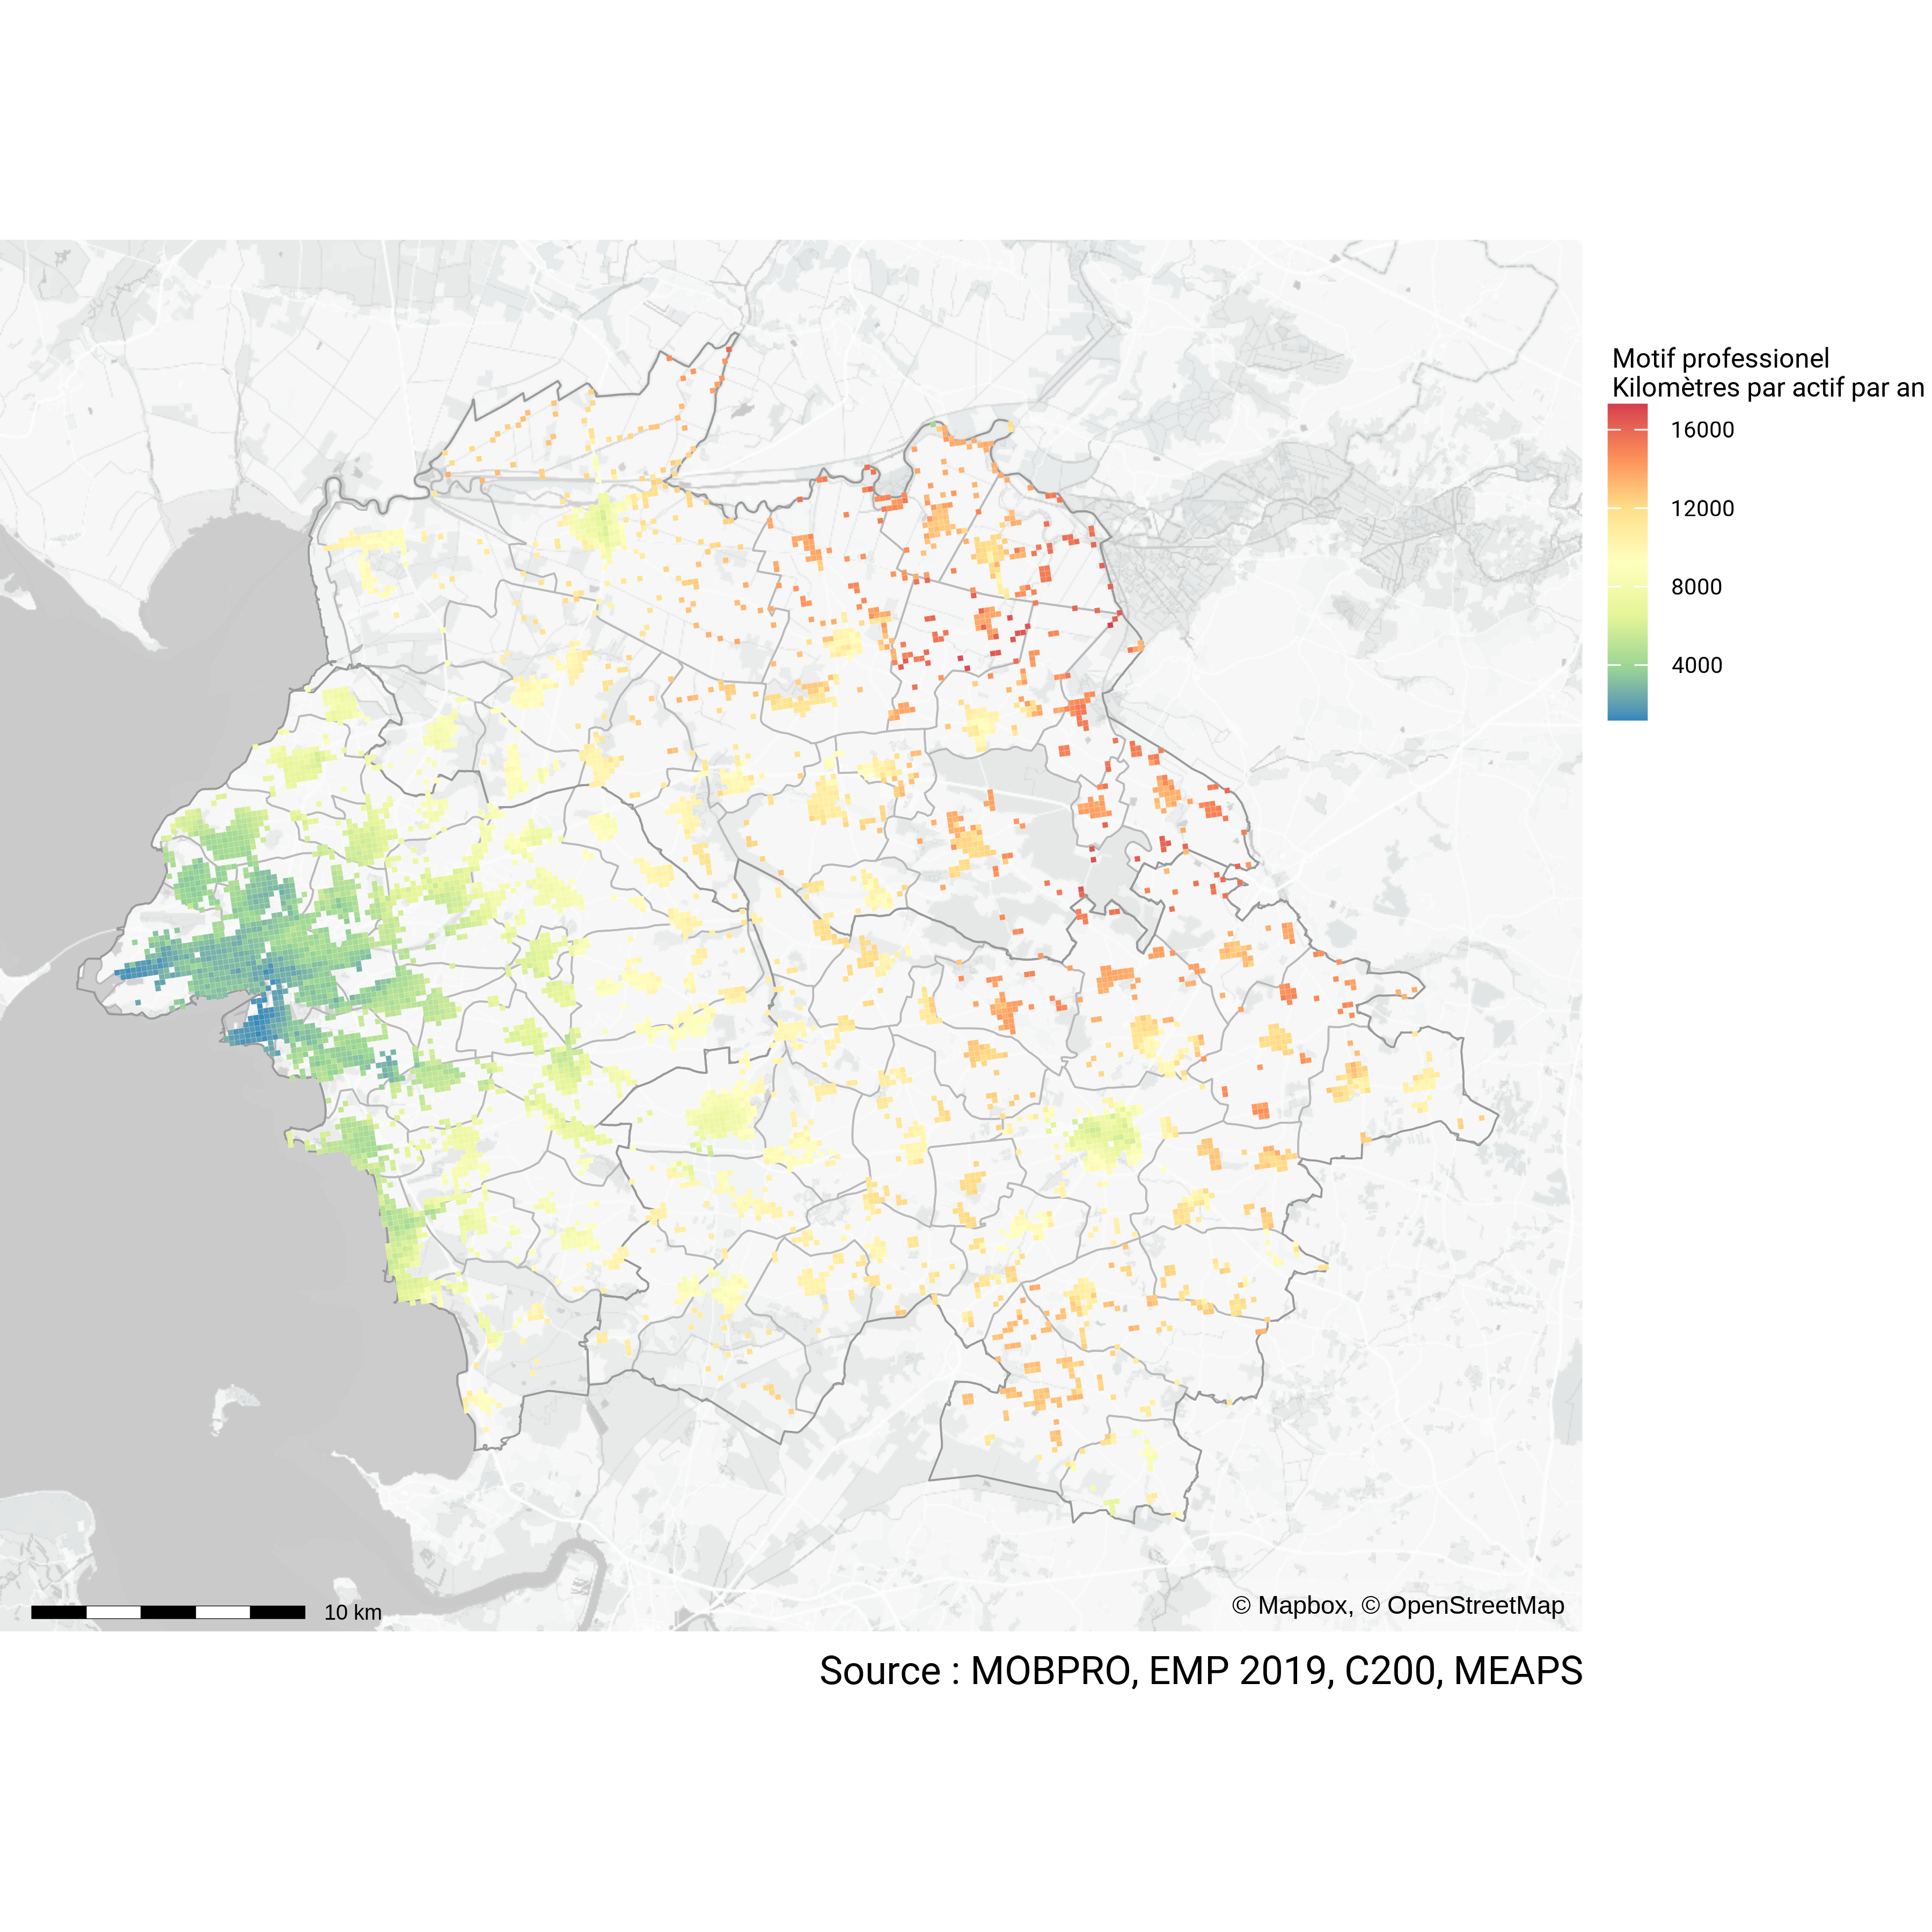 Motif professionel
Kilomètres par actif par an
16000
12000
8000
4000
10 km
© Mapbox, © OpenStreetMap
Source : MOBPRO, EMP 2019, C200, MEAPS